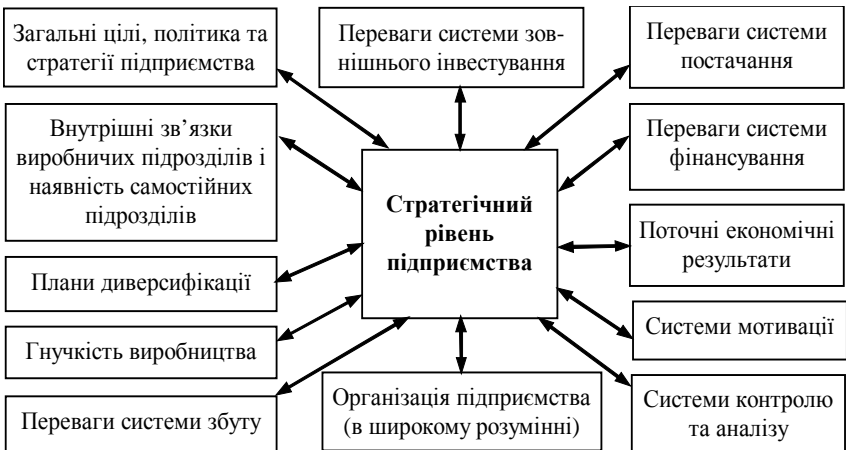 Загальні цілі, політика та
стратегії підприємства
Переваги системи зов-
нішнього інвестування
Переваги системи
постачання
Внутрішні зв’язки
виробничих підрозділів і
наявність самостійних
підрозділів
Переваги системи
фінансування
Стратегічний
рівень
підприємства
Поточні економічні
результати
Плани диверсифікації
Системи мотивації
Гнучкість виробництва
Організація підприємства
(в широкому розумінні)
Системи контролю
та аналізу
Переваги системи збуту